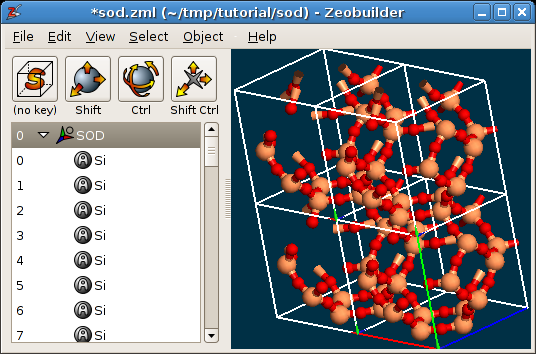 *sod.zml (~/tmp/tutorial/sod) - Zeobuilder
File Edit View Select Object Help
S
(no key) Shift Ctrl Shift Ctrl
0 SOD
0 A Si
1 A Si
2 A Si
3 A Si
4 A Si
5 A Si
6 A Si
7 A Si